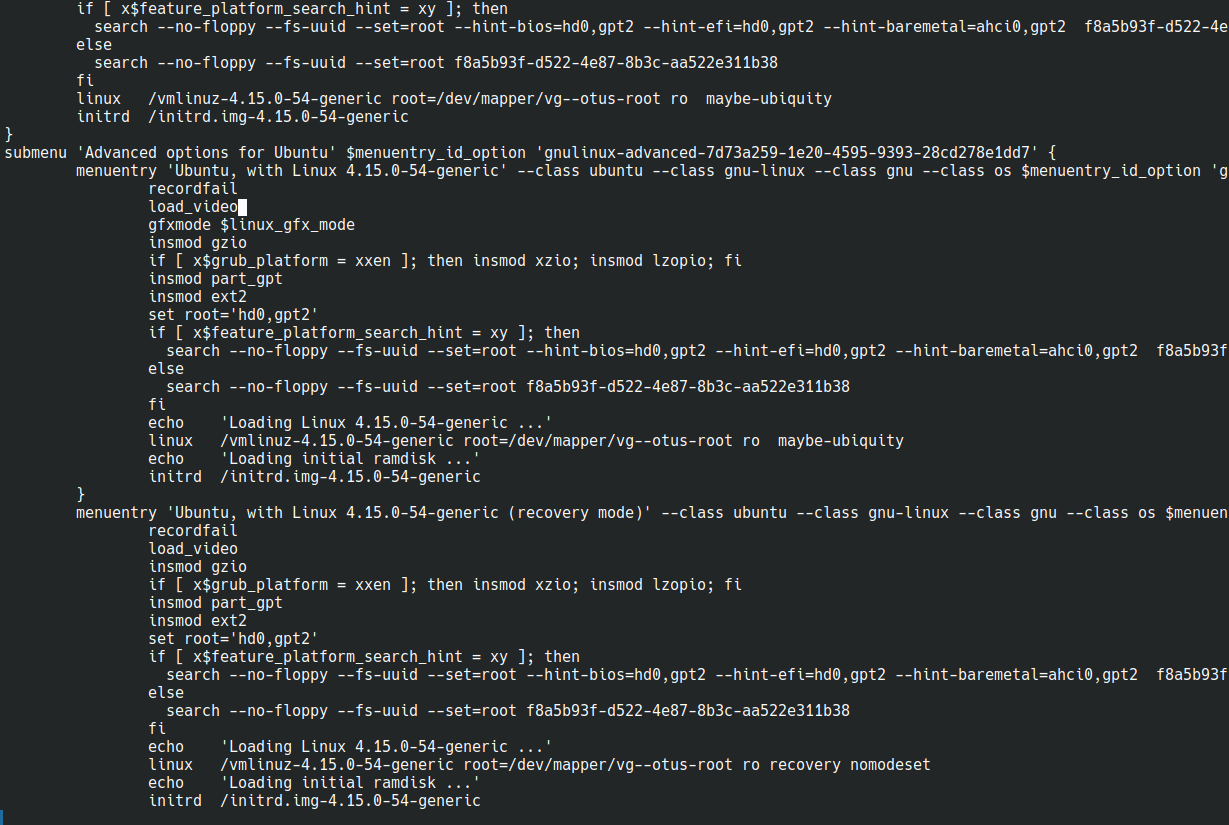 if [ x$feature_platform_search_hint = xy ]; then
          search --no-floppy --fs-uuid --set=root --hint-bios=hd0,gpt2 --hint-efi=hd0,gpt2 --hint-baremetal=ahci0,gpt2  f8a5b93f-d522-4e
        else
          search --no-floppy --fs-uuid --set=root f8a5b93f-d522-4e87-8b3c-aa522e311b38
        fi
        linux   /vmlinuz-4.15.0-54-generic root=/dev/mapper/vg--otus-root ro  maybe-ubiquity
        initrd  /initrd.img-4.15.0-54-generic
}
submenu 'Advanced options for Ubuntu' $menuentry_id_option 'gnulinux-advanced-7d73a259-1e20-4595-9393-28cd278e1dd7' {
        menuentry 'Ubuntu, with Linux 4.15.0-54-generic' --class ubuntu --class gnu-linux --class gnu --class os $menuentry_id_option 'g
                recordfail
                load_video
                gfxmode $linux_gfx_mode
                insmod gzio
                if [ x$grub_platform = xxen ]; then insmod xzio; insmod lzopio; fi
                insmod part_gpt
                insmod ext2
                set root='hd0,gpt2'
                if [ x$feature_platform_search_hint = xy ]; then
                  search --no-floppy --fs-uuid --set=root --hint-bios=hd0,gpt2 --hint-efi=hd0,gpt2 --hint-baremetal=ahci0,gpt2  f8a5b93f
                else
                  search --no-floppy --fs-uuid --set=root f8a5b93f-d522-4e87-8b3c-aa522e311b38
                fi
                echo    'Loading Linux 4.15.0-54-generic ...'
                linux   /vmlinuz-4.15.0-54-generic root=/dev/mapper/vg--otus-root ro  maybe-ubiquity
                echo    'Loading initial ramdisk ...'
                initrd  /initrd.img-4.15.0-54-generic
        }
        menuentry 'Ubuntu, with Linux 4.15.0-54-generic (recovery mode)' --class ubuntu --class gnu-linux --class gnu --class os $menuen
                recordfail
                load_video
                insmod gzio
                if [ x$grub_platform = xxen ]; then insmod xzio; insmod lzopio; fi
                insmod part_gpt
                insmod ext2
                set root='hd0,gpt2'
                if [ x$feature_platform_search_hint = xy ]; then
                  search --no-floppy --fs-uuid --set=root --hint-bios=hd0,gpt2 --hint-efi=hd0,gpt2 --hint-baremetal=ahci0,gpt2  f8a5b93f
                else
                  search --no-floppy --fs-uuid --set=root f8a5b93f-d522-4e87-8b3c-aa522e311b38
                fi
                echo    'Loading Linux 4.15.0-54-generic ...'
                linux   /vmlinuz-4.15.0-54-generic root=/dev/mapper/vg--otus-root ro recovery nomodeset
                echo    'Loading initial ramdisk ...'
                initrd  /initrd.img-4.15.0-54-generic